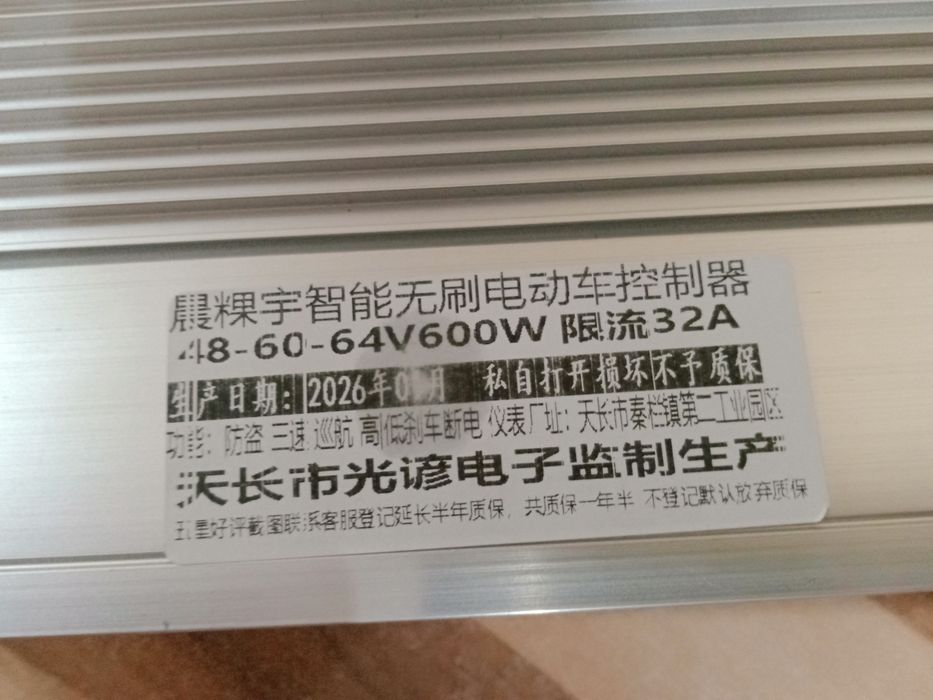 晨粿宇智能无刷电动车控制器
48-60-64V600W 限流32A
生产日期：2026年0月 私自打开损坏不予质保
功能：防盗 三速 巡航 高低刹车断电 仪表 厂址：天长市秦栏镇第二工业园区
天长市光谚电子监制生产
五星好评截图联系客服登记延长半年质保，共质保一年半 不登记默认放弃质保